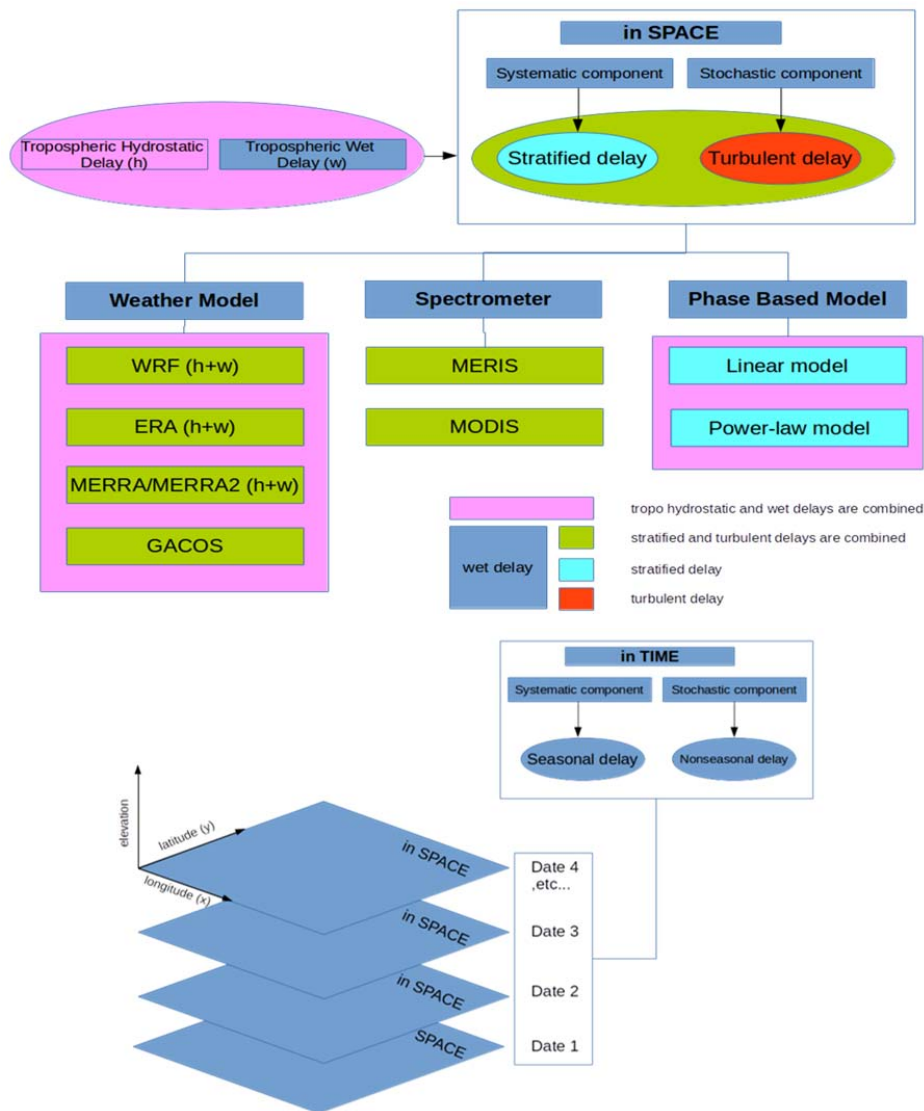 in SPACE
Systematic component
Stochastic component
Tropospheric Hydrostatic
Delay (h)
Tropospheric Wet
Delay (w)
Stratified delay
Turbulent delay
Weather Model
Spectrometer
Phase Based Model
WRF (h+w)
MERIS
Linear model
ERA (h+w)
MODIS
Power-law model
MERRA/MERRA2 (h+w)
GACOS
tropo hydrostatic and wet delays are combined
wet delay
stratified and turbulent delays are combined
stratified delay
turbulent delay
in TIME
Systematic component
Stochastic component
Seasonal delay
Nonseasonal delay
elevation
latitude (y)
longitude (x)
in SPACE
Date 4
,etc...
in SPACE
Date 3
in SPACE
Date 2
SPACE
Date 1